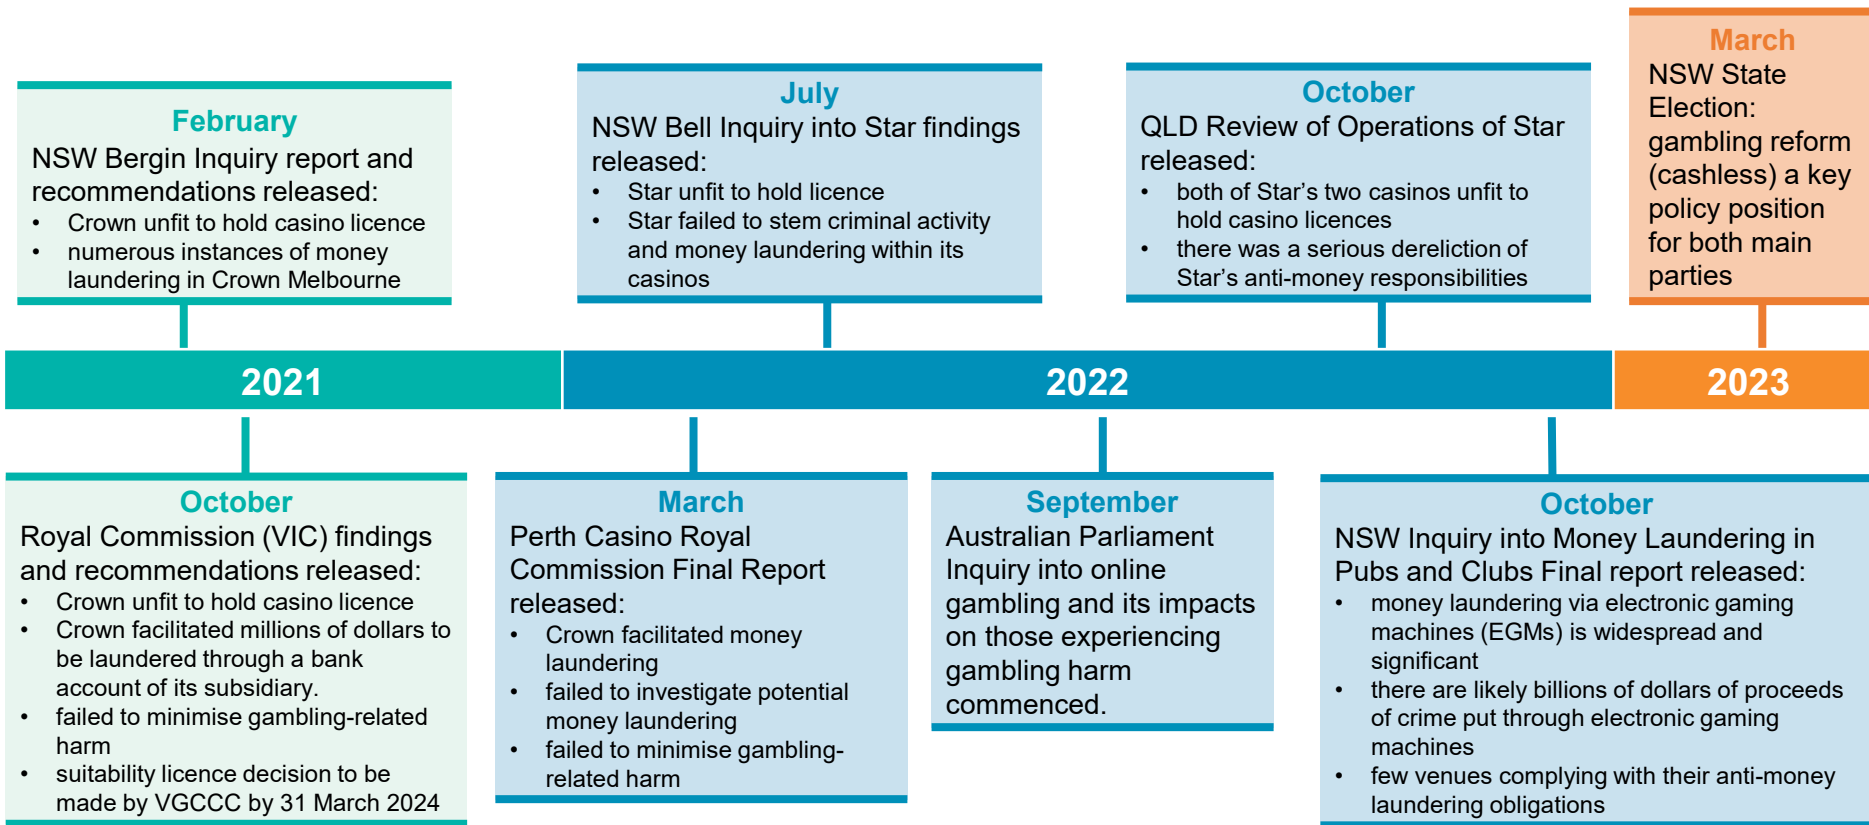 February
NSW Bergin Inquiry report and
recommendations released:
• Crown unfit to hold casino licence
• numerous instances of money
laundering in Crown Melbourne
July
NSW Bell Inquiry into Star findings
released:
• Star unfit to hold licence
• Star failed to stem criminal activity
and money laundering within its
casinos
October
QLD Review of Operations of Star
released:
• both of Star’s two casinos unfit to
hold casino licences
• there was a serious dereliction of
Star’s anti-money responsibilities
March
NSW State
Election:
gambling reform
(cashless) a key
policy position
for both main
parties
2021
2022
2023
October
Royal Commission (VIC) findings
and recommendations released:
• Crown unfit to hold casino licence
• Crown facilitated millions of dollars to
be laundered through a bank
account of its subsidiary.
• failed to minimise gambling-related
harm
• suitability licence decision to be
made by VGCCC by 31 March 2024
March
Perth Casino Royal
Commission Final Report
released:
• Crown facilitated money
laundering
• failed to investigate potential
money laundering
• failed to minimise gambling-
related harm
September
Australian Parliament
Inquiry into online
gambling and its impacts
on those experiencing
gambling harm
commenced.
October
NSW Inquiry into Money Laundering in
Pubs and Clubs Final report released:
• money laundering via electronic gaming
machines (EGMs) is widespread and
significant
• there are likely billions of dollars of proceeds
of crime put through electronic gaming
machines
• few venues complying with their anti-money
laundering obligations